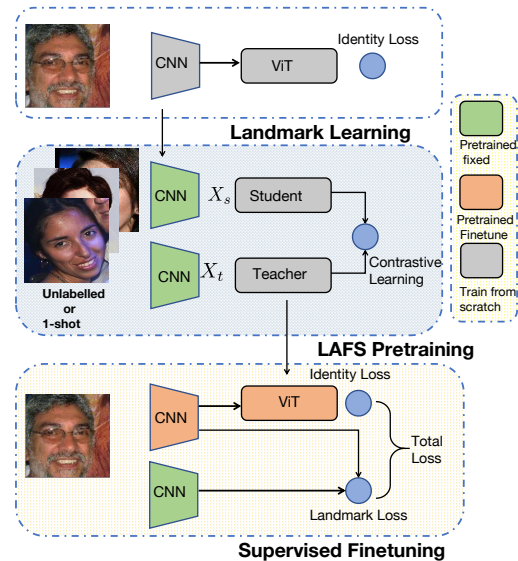 Identity Loss
CNN
ViT
Landmark Learning
CNN
X_s
Student
CNN
X_t
Teacher
Contrastive
Learning
Unlabelled
or
1-shot
LAFS Pretraining
Pretrained
fixed
Pretrained
Finetune
Train from
scratch
Identity Loss
CNN
ViT
Total
Loss
CNN
Landmark Loss
Supervised Finetuning